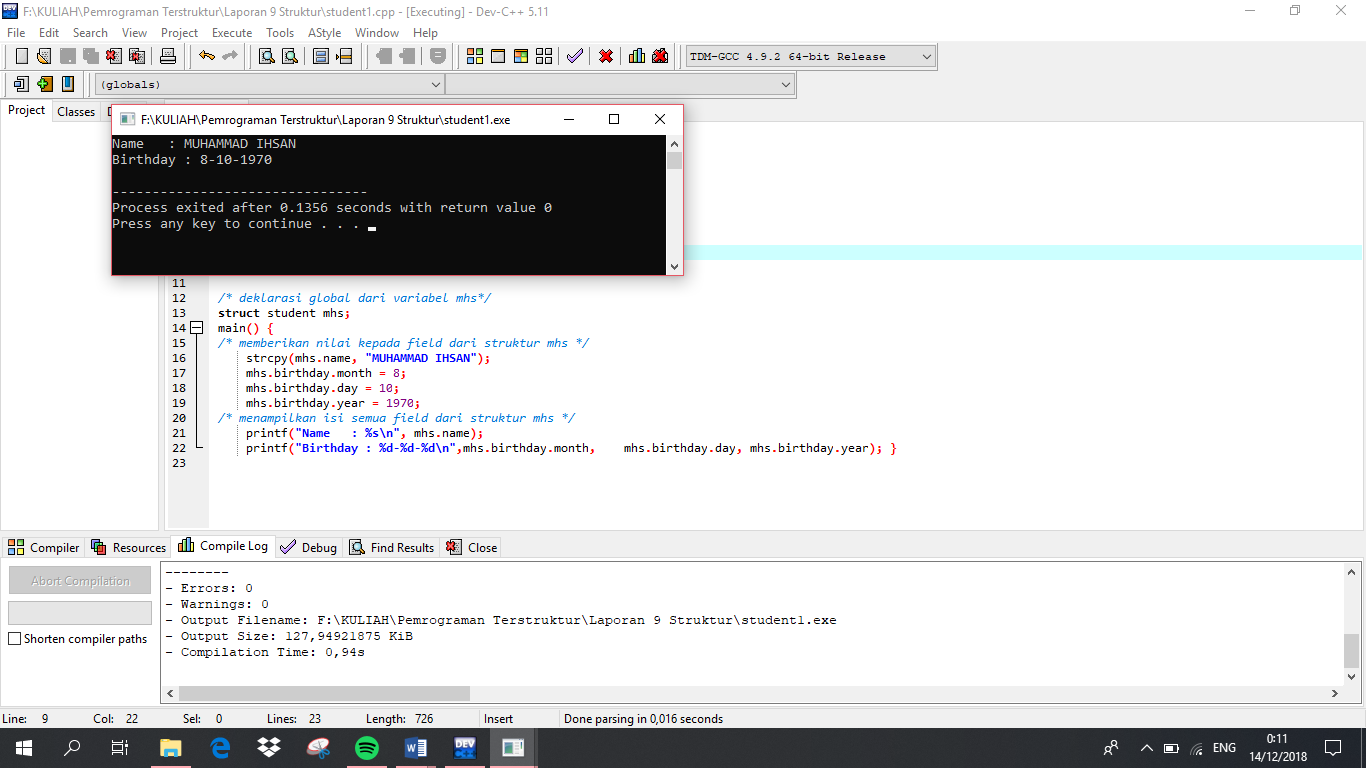 F:\KULIAH\Pemrograman Terstruktur\Laporan 9 Struktur\student1.cpp - [Executing] - Dev-C++ 5.11
File Edit Search View Project Execute Tools AStyle Window Help
TDM-GCC 4.9.2 64-bit Release
(globals)
Project Classes
F:\KULIAH\Pemrograman Terstruktur\Laporan 9 Struktur\student1.exe
Name   : MUHAMMAD IHSAN
Birthday : 8-10-1970
--------------------------------
Process exited after 0.1356 seconds with return value 0
Press any key to continue . . .
11
12 /* deklarasi global dari variabel mhs*/
13 struct student mhs;
14 main() {
15 /* memberikan nilai kepada field dari struktur mhs */
16 strcpy(mhs.name, "MUHAMMAD IHSAN");
17 mhs.birthday.month = 8;
18 mhs.birthday.day = 10;
19 mhs.birthday.year = 1970;
20 /* menampilkan isi semua field dari struktur mhs */
21 printf("Name   : %s\n", mhs.name);
22 printf("Birthday : %d-%d-%d\n",mhs.birthday.month,    mhs.birthday.day, mhs.birthday.year); }
23
Compiler Resources Compile Log Debug Find Results Close
Abort Compilation
Shorten compiler paths
--------
- Errors: 0
- Warnings: 0
- Output Filename: F:\KULIAH\Pemrograman Terstruktur\Laporan 9 Struktur\student1.exe
- Output Size: 127,94921875 KiB
- Compilation Time: 0,94s
Line: 9 Col: 22 Sel: 0 Lines: 23 Length: 726 Insert Done parsing in 0,016 seconds
DEV
ENG
0:11
14/12/2018